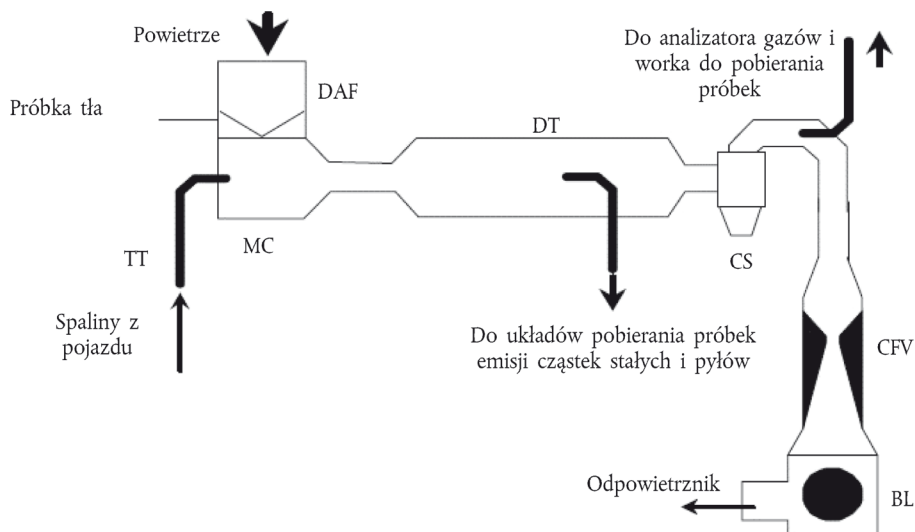 Powietrze
Do analizatora gazów i
worka do pobierania
próbek
DAF
Próbka tła
DT
MC
TT
CS
Spaliny z
pojazdu
Do układów pobierania próbek
emisji cząstek stałych i pyłów
CFV
Odpowietrznik
BL